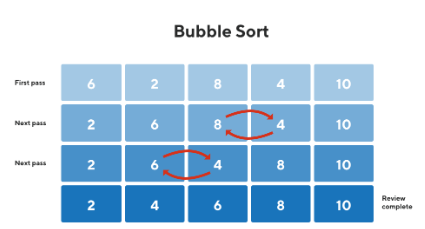 Bubble Sort
First pass 6 2 8 4 10
Next pass 2 6 8 4 10
Next pass 2 6 4 8 10
2 4 6 8 10 Review complete